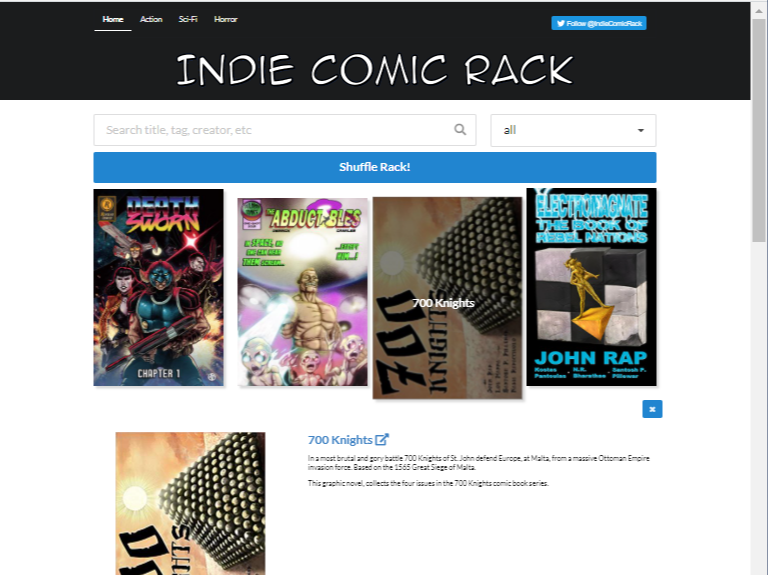 Home Action Sci-Fi Horror
Follow @IndieComicRack
INDIE COMIC RACK
Search title, tag, creator, etc
all
Shuffle Rack!
DEATH
SWORN
CHAPTER 1
THE ABDUCTIBLES
700 Knights
700
KNIGHTS
ELECTROMAGNATE
THE BOOK OF
REBEL NATIONS
JOHN RAP
700 Knights
In a most brutal and gory battle 700 Knights of St. John defend Europe, at Malta, from a massive Ottoman Empire
invasion force. Based on the 1565 Great Siege of Malta.
This graphic novel, collects the four issues in the 700 Knights comic book series.